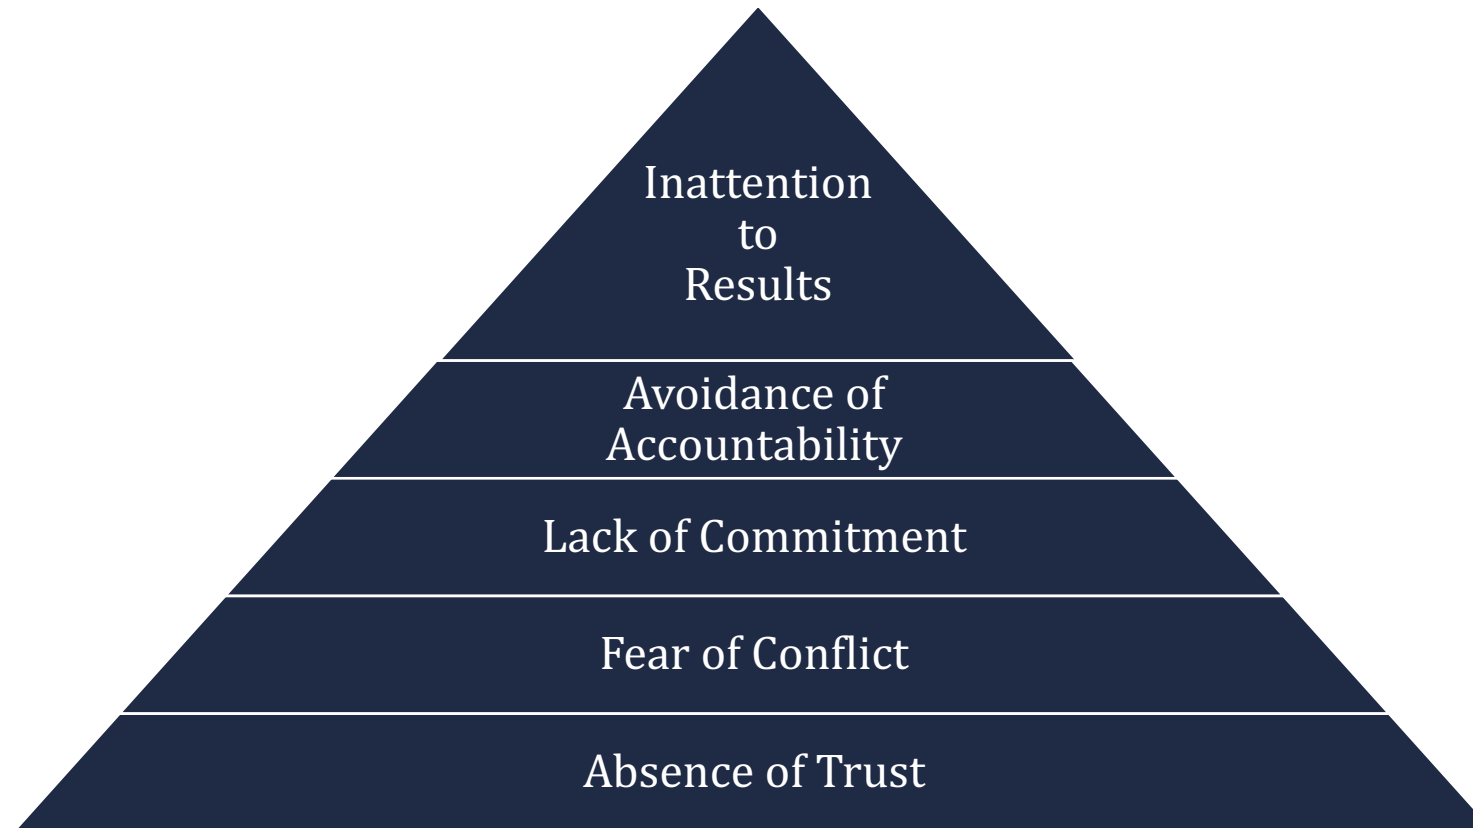 Inattention
to
Results
Avoidance of
Accountability
Lack of Commitment
Fear of Conflict
Absence of Trust